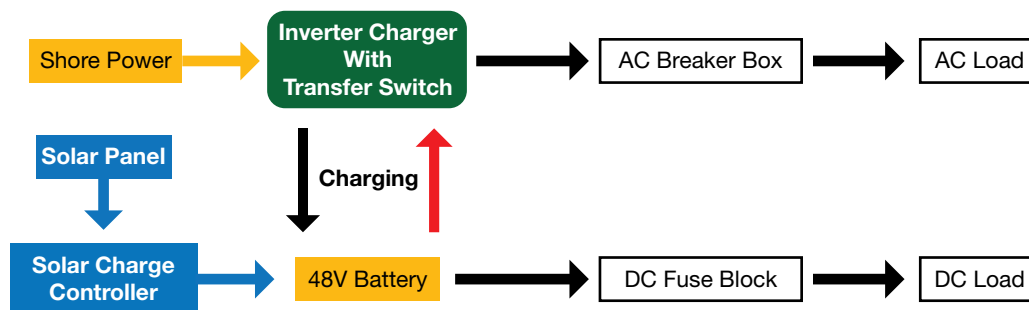 Shore Power
Inverter Charger
With
Transfer Switch
AC Breaker Box
AC Load
Solar Panel
Charging
Solar Charge
Controller
48V Battery
DC Fuse Block
DC Load